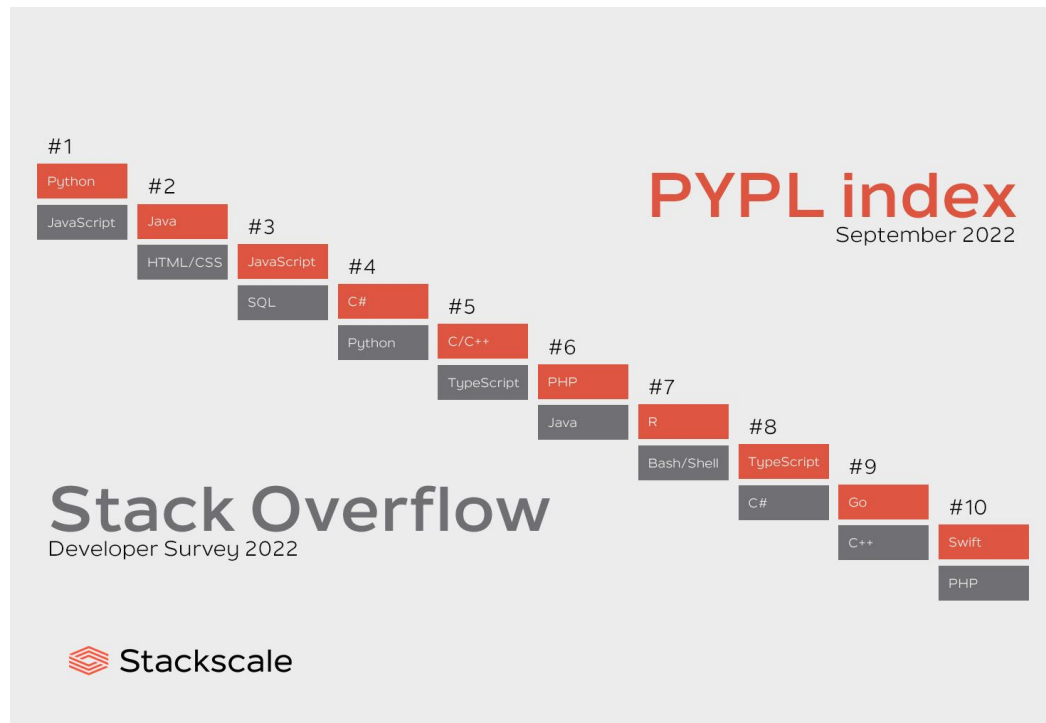 #1
Python
JavaScript
#2
Java
HTML/CSS
#3
JavaScript
SQL
#4
C#
Python
#5
C/C++
TypeScript
#6
PHP
Java
#7
R
Bash/Shell
#8
TypeScript
C#
#9
Go
C++
#10
Swift
PHP
PYPL index
September 2022
Stack Overflow
Developer Survey 2022
Stackscale